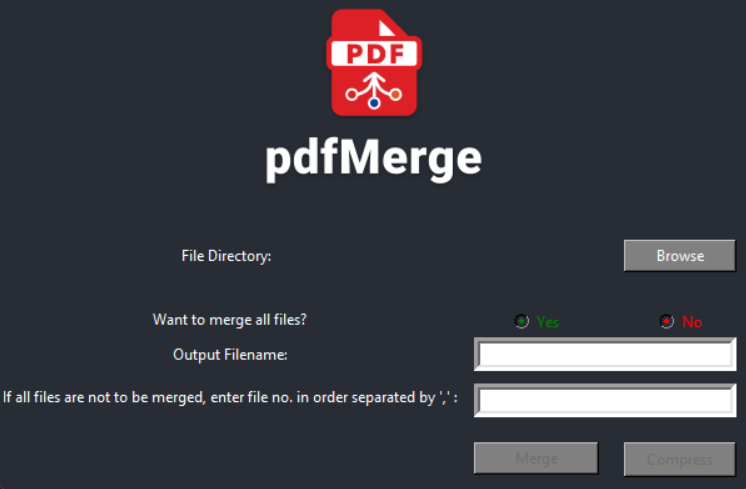 PDF
pdfMerge
File Directory:
Browse
Want to merge all files?
Yes
No
Output Filename:
If all files are not to be merged, enter file no. in order separated by ',' :
Merge
Compress